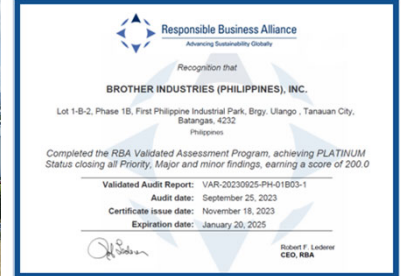 Responsible Business Alliance
Advancing Sustainability Globally
Recognition that
BROTHER INDUSTRIES (PHILIPPINES), INC.
Lot 1-B-2, Phase 1B, First Philippine Industrial Park, Brgy. Ulango , Tanauan City,
Batangas, 4232
Philippines
Completed the RBA Validated Assessment Program, achieving PLATINUM
Status closing all Priority, Major and minor findings, earning a score of 200.0
Validated Audit Report: VAR-20230925-PH-01B03-1
Audit date: September 25, 2023
Certificate issue date: November 18, 2023
Expiration date: January 20, 2025
Robert F. Lederer
CEO, RBA